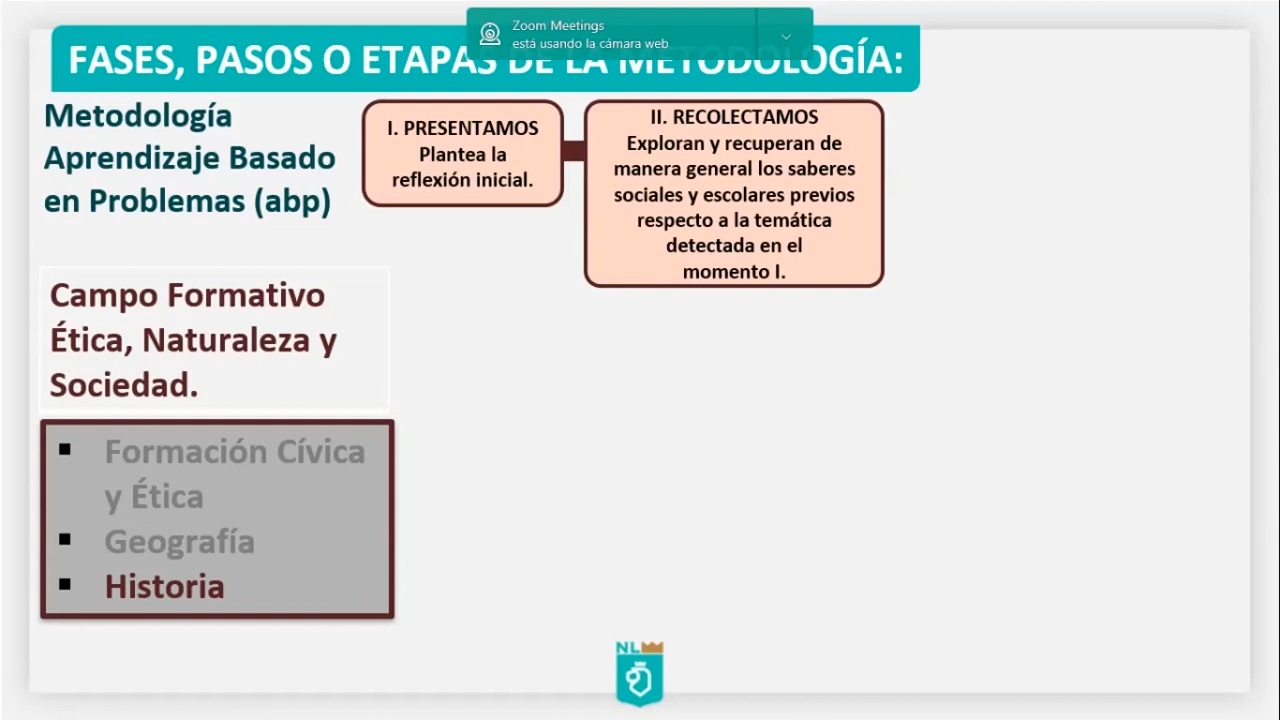 Zoom Meetings
está usando la cámara web
FASES, PASOS O ETAPAS DE LA METODOLOGÍA:
Metodología
Aprendizaje Basado
en Problemas (abp)
I. PRESENTAMOS
Plantea la
reflexión inicial.
II. RECOLECTAMOS
Exploran y recuperan de
manera general los saberes
sociales y escolares previos
respecto a la temática
detectada en el
momento I.
Campo Formativo
Ética, Naturaleza y
Sociedad.
▪ Formación Cívica
y Ética
▪ Geografía
▪ Historia
NL